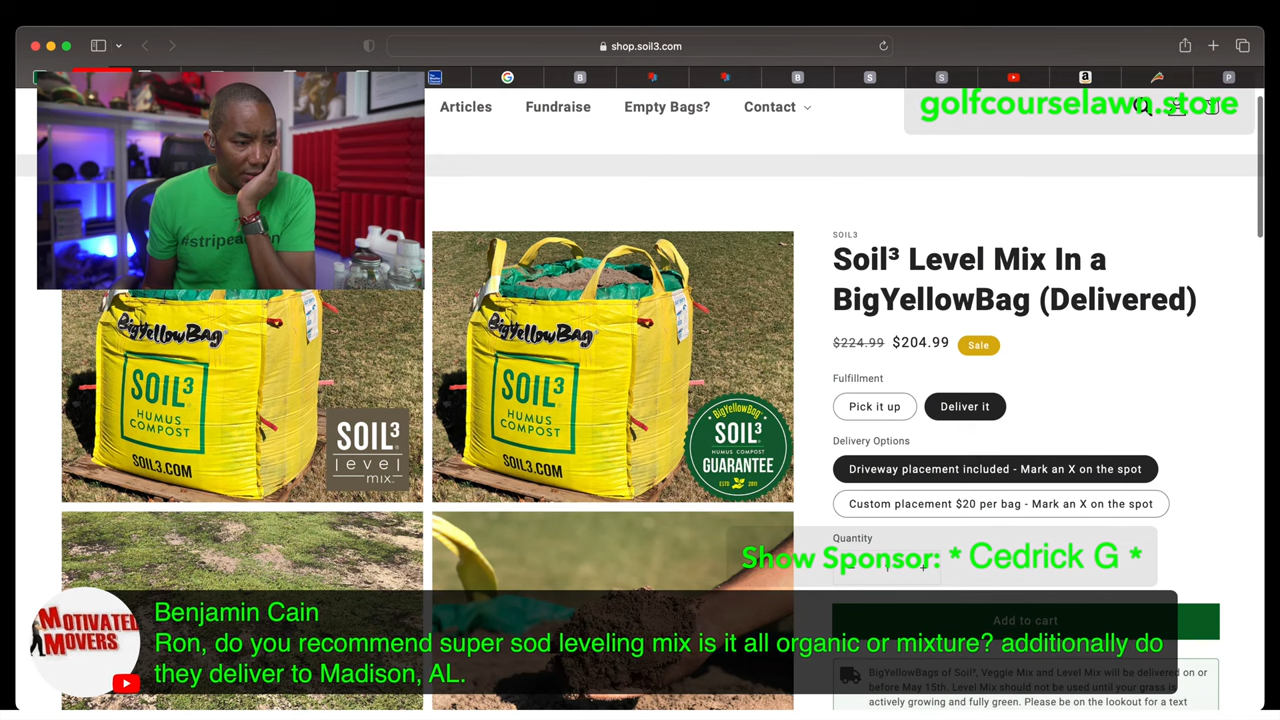 shop.soil3.com
Articles
Fundraise
Empty Bags?
Contact
golfcourselawn.store
#stripeaction
BigYellowBag
SOIL³
HUMUS
COMPOST
SOIL3.COM
SOIL³
level
mix
BigYellowBag
SOIL³
HUMUS
COMPOST
SOIL3.COM
BigYellowBag
SOIL³
HUMUS COMPOST
GUARANTEE
ESTD 2011
SOIL3
Soil³ Level Mix In a
BigYellowBag (Delivered)
$224.99 $204.99 Sale
Fulfillment
Pick it up
Deliver it
Delivery Options
Driveway placement included - Mark an X on the spot
Custom placement $20 per bag - Mark an X on the spot
Quantity
Show Sponsor: * Cedrick G *
Add to cart
BigYellowBags of Soil³, Veggie Mix and Level Mix will be delivered on or
before May 15th. Level Mix should not be used until your grass is
actively growing and fully green. Please be on the lookout for a text
MOTIVATED
MOVERS
Benjamin Cain
Ron, do you recommend super sod leveling mix is it all organic or mixture? additionally do
they deliver to Madison, AL.